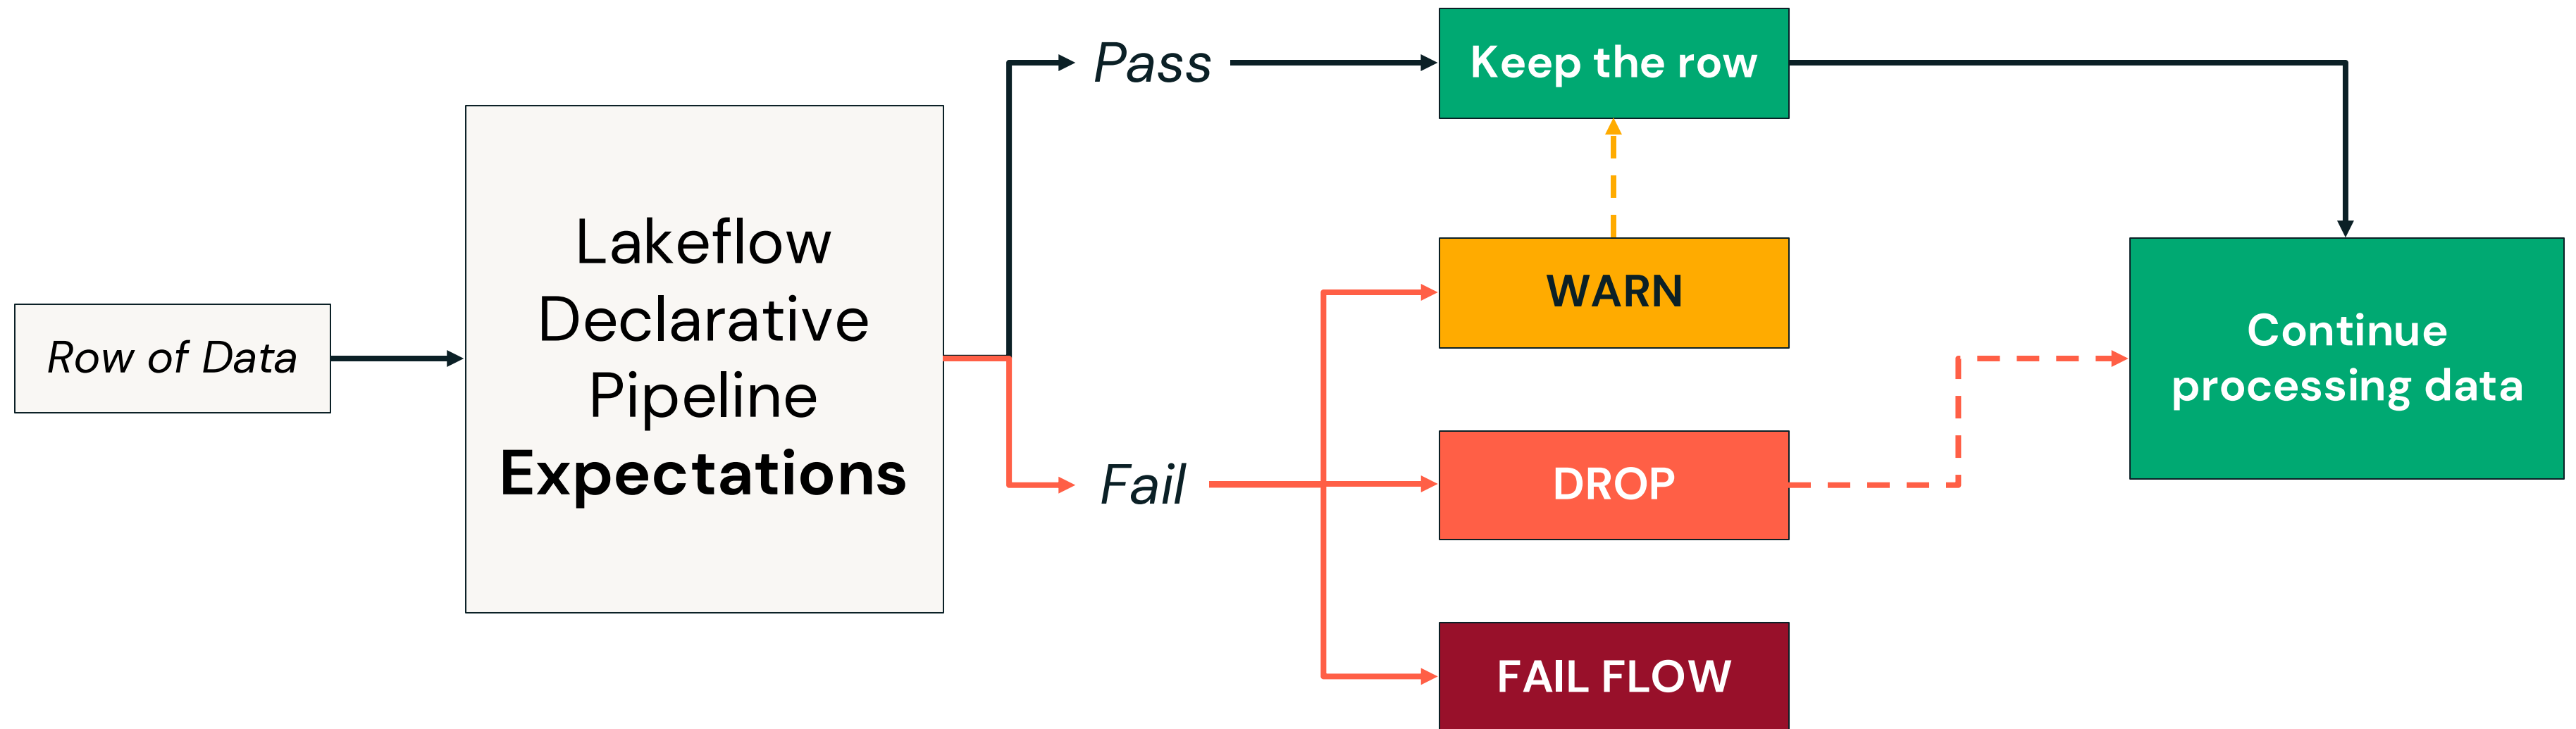 Row of Data
Lakeflow
Declarative
Pipeline
Expectations
Pass
Fail
Keep the row
WARN
DROP
FAIL FLOW
Continue
processing data